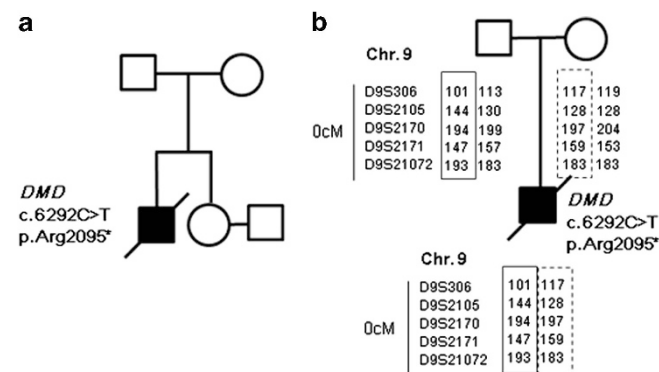 a
DMD
c.6292C>T
p.Arg2095*
b
Chr. 9
0cM
D9S306 101 113 117 119
D9S2105 144 130 128 128
D9S2170 194 199 197 204
D9S2171 147 157 159 153
D9S21072 193 183 183 183
DMD
c.6292C>T
p.Arg2095*
Chr. 9
0cM
D9S306 101 117
D9S2105 144 128
D9S2170 194 197
D9S2171 147 159
D9S21072 193 183